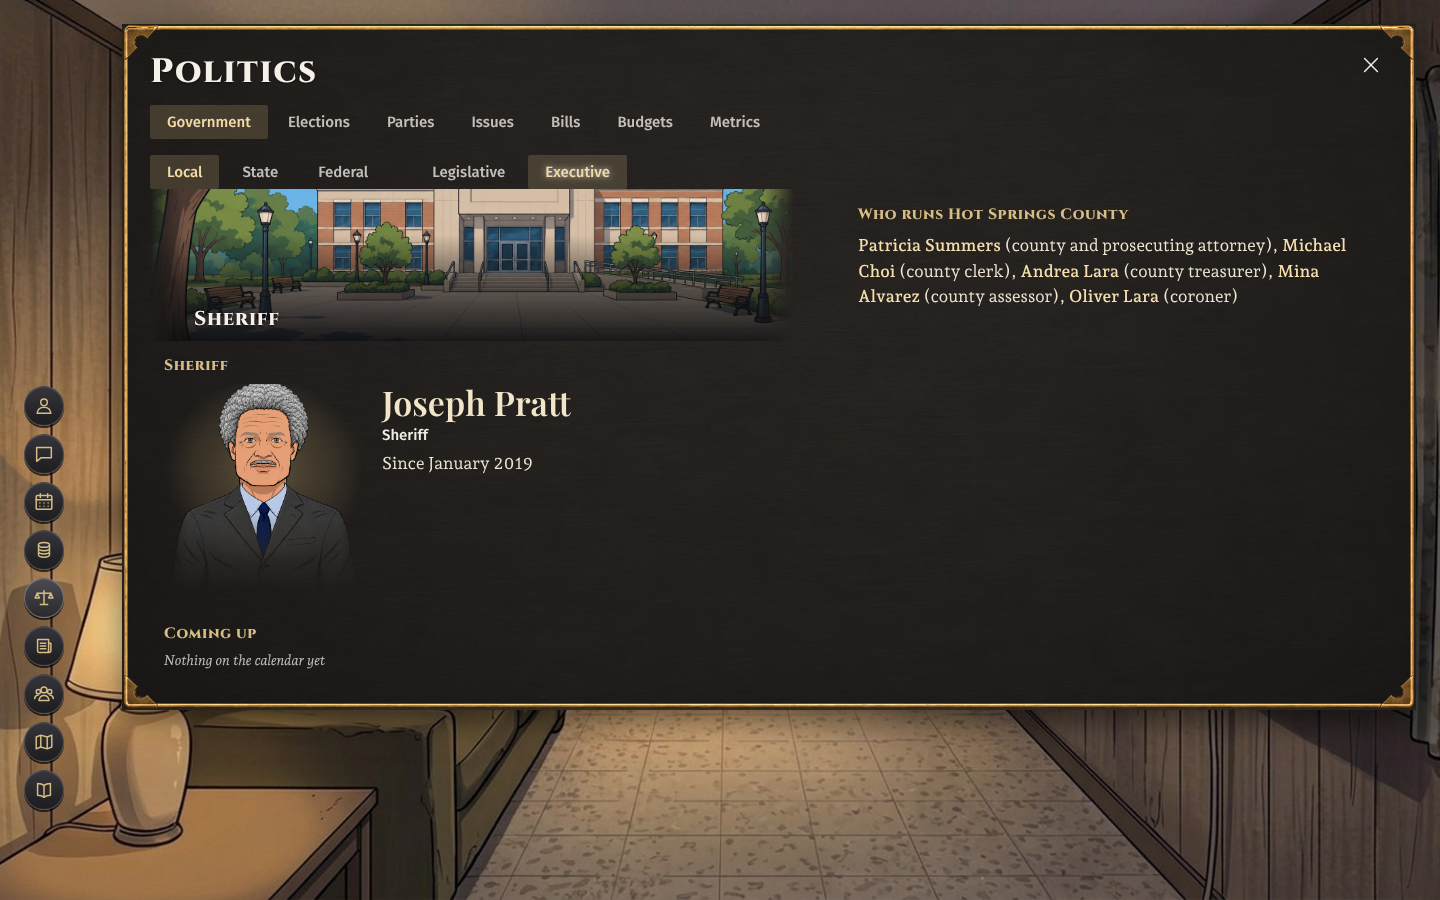 Politics
Government Elections Parties Issues Bills Budgets Metrics
Local State Federal Legislative Executive
Sheriff
Sheriff
Joseph Pratt
Sheriff
Since January 2019
Coming up
Nothing on the calendar yet
Who runs Hot Springs County
Patricia Summers (county and prosecuting attorney), Michael
Choi (county clerk), Andrea Lara (county treasurer), Mina
Alvarez (county assessor), Oliver Lara (coroner)